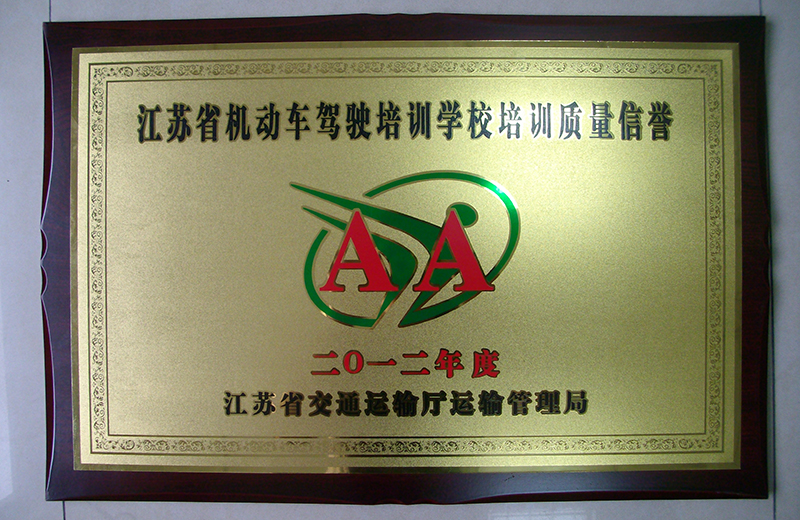 江苏省机动车驾驶培训学校培训质量信誉
AA
二〇一二年度
江苏省交通运输厅运输管理局